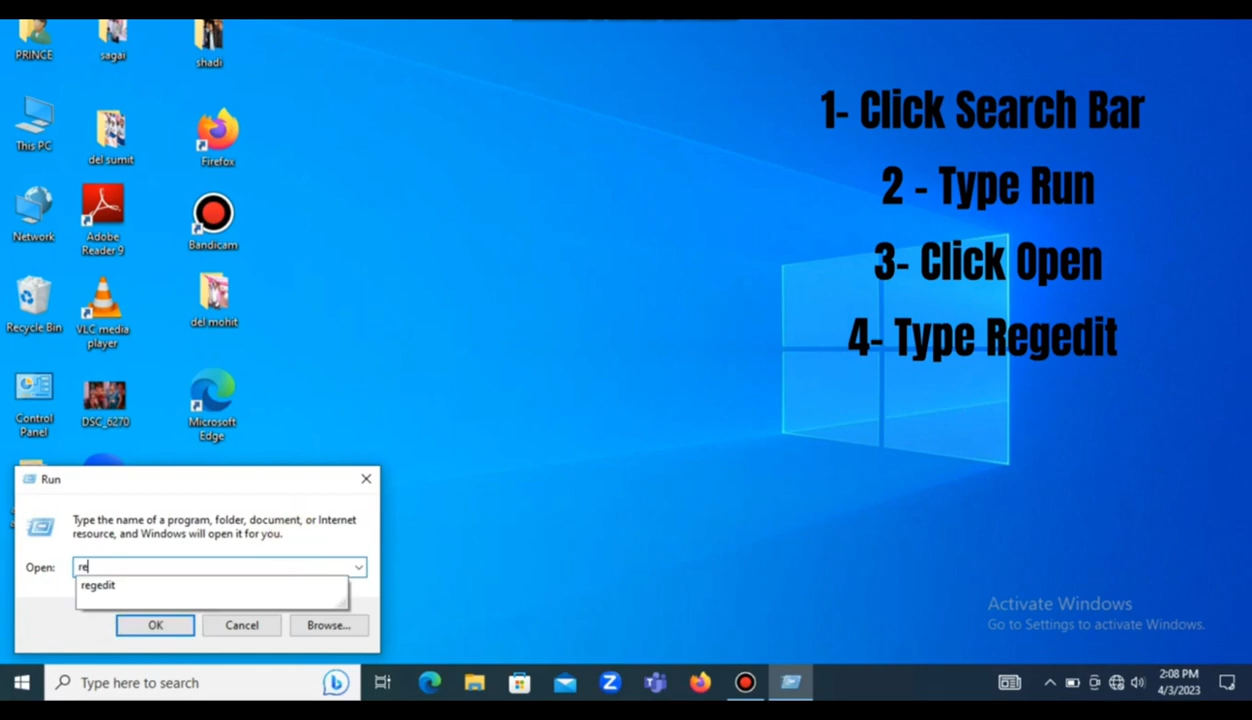 PRINCE
sagai
shadi
This PC
del sumit
Firefox
Network
Adobe
Reader 9
Bandicam
Recycle Bin
VLC media
player
del mohit
Control
Panel
DSC_6270
Microsoft
Edge
1- Click Search Bar
2 - Type Run
3- Click Open
4- Type Regedit
Run
Type the name of a program, folder, document, or Internet
resource, and Windows will open it for you.
Open:
re
regedit
OK
Cancel
Browse...
Activate Windows
Go to Settings to activate Windows.
Type here to search
2:08 PM
4/3/2023